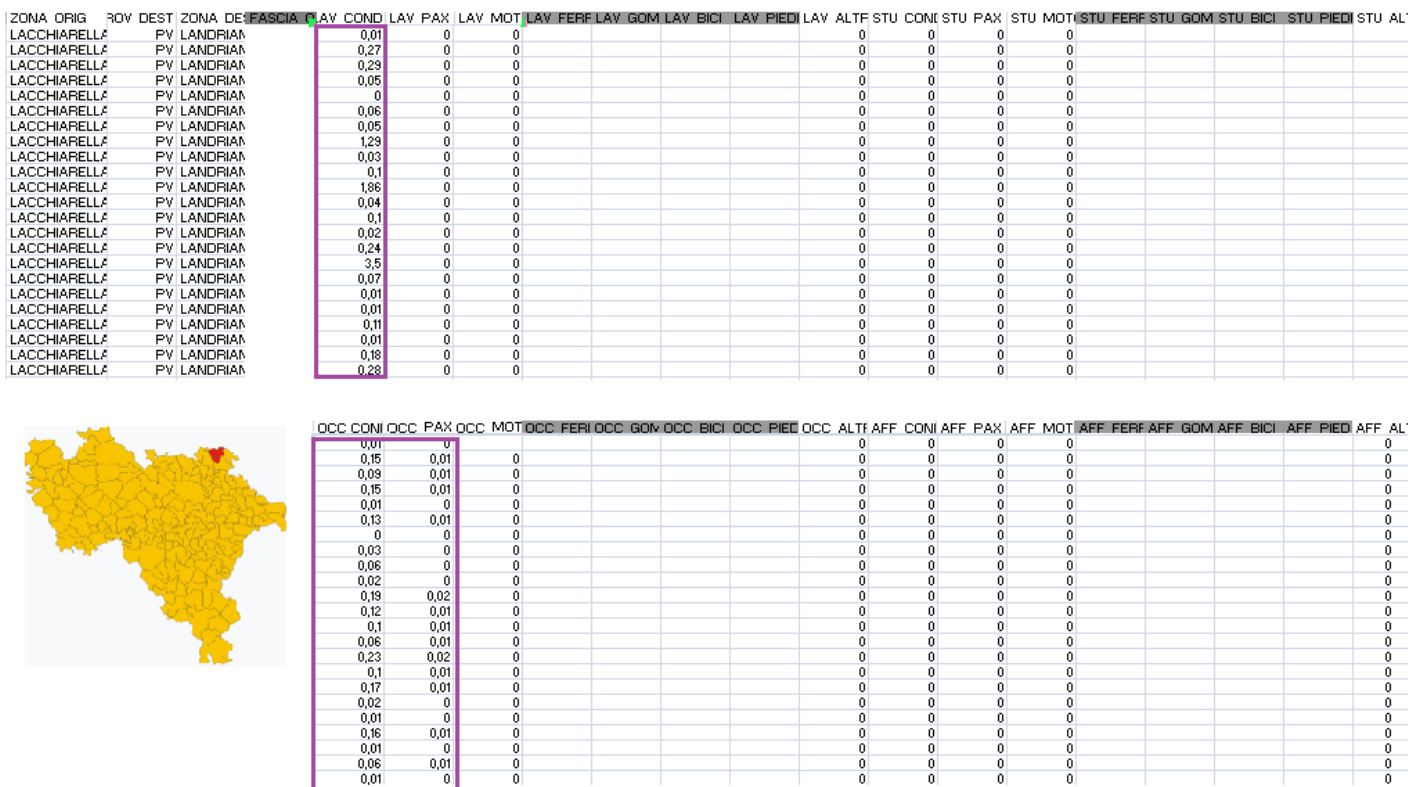 ZONA ORIG ROV DEST ZONA DE FASCIA O AV COND LAV PAX LAV MOT LAV FERF LAV GOM LAV BICI LAV PIEDI LAV ALTF STU CONI STU PAX STU MOT STU FERF STU GOM STU BICI STU PIEDI STU ALT
LACCHIARELLA PV LANDRIAN 0,01 0 0 0 0 0 0
LACCHIARELLA PV LANDRIAN 0,27 0 0 0 0 0 0
LACCHIARELLA PV LANDRIAN 0,29 0 0 0 0 0 0
LACCHIARELLA PV LANDRIAN 0,05 0 0 0 0 0 0
LACCHIARELLA PV LANDRIAN 0 0 0 0 0 0 0
LACCHIARELLA PV LANDRIAN 0,06 0 0 0 0 0 0
LACCHIARELLA PV LANDRIAN 0,05 0 0 0 0 0 0
LACCHIARELLA PV LANDRIAN 1,29 0 0 0 0 0 0
LACCHIARELLA PV LANDRIAN 0,03 0 0 0 0 0 0
LACCHIARELLA PV LANDRIAN 0,1 0 0 0 0 0 0
LACCHIARELLA PV LANDRIAN 1,86 0 0 0 0 0 0
LACCHIARELLA PV LANDRIAN 0,04 0 0 0 0 0 0
LACCHIARELLA PV LANDRIAN 0,1 0 0 0 0 0 0
LACCHIARELLA PV LANDRIAN 0,02 0 0 0 0 0 0
LACCHIARELLA PV LANDRIAN 0,24 0 0 0 0 0 0
LACCHIARELLA PV LANDRIAN 3,5 0 0 0 0 0 0
LACCHIARELLA PV LANDRIAN 0,07 0 0 0 0 0 0
LACCHIARELLA PV LANDRIAN 0,01 0 0 0 0 0 0
LACCHIARELLA PV LANDRIAN 0,01 0 0 0 0 0 0
LACCHIARELLA PV LANDRIAN 0,11 0 0 0 0 0 0
LACCHIARELLA PV LANDRIAN 0,01 0 0 0 0 0 0
LACCHIARELLA PV LANDRIAN 0,18 0 0 0 0 0 0
LACCHIARELLA PV LANDRIAN 0,28 0 0 0 0 0 0
OCC CONI OCC PAX OCC MOT OCC FERI OCC GOM OCC BICI OCC PIED OCC ALTF AFF CONI AFF PAX AFF MOT AFF FERF AFF GOM AFF BICI AFF PIED AFF ALT
0,01 0 0
0,15 0,01 0 0 0 0 0 0
0,09 0,01 0 0 0 0 0 0
0,15 0,01 0 0 0 0 0 0
0,01 0 0 0 0 0 0 0
0,13 0,01 0 0 0 0 0 0
0 0 0 0 0 0 0 0
0,03 0 0 0 0 0 0 0
0,06 0 0 0 0 0 0 0
0,02 0 0 0 0 0 0 0
0,19 0,02 0 0 0 0 0 0
0,12 0,01 0 0 0 0 0 0
0,1 0,01 0 0 0 0 0 0
0,06 0,01 0 0 0 0 0 0
0,23 0,02 0 0 0 0 0 0
0,1 0,01 0 0 0 0 0 0
0,17 0,01 0 0 0 0 0 0
0,02 0 0 0 0 0 0 0
0,01 0 0 0 0 0 0 0
0,16 0,01 0 0 0 0 0 0
0,01 0 0 0 0 0 0 0
0,06 0,01 0 0 0 0 0 0
0,01 0 0 0 0 0 0 0